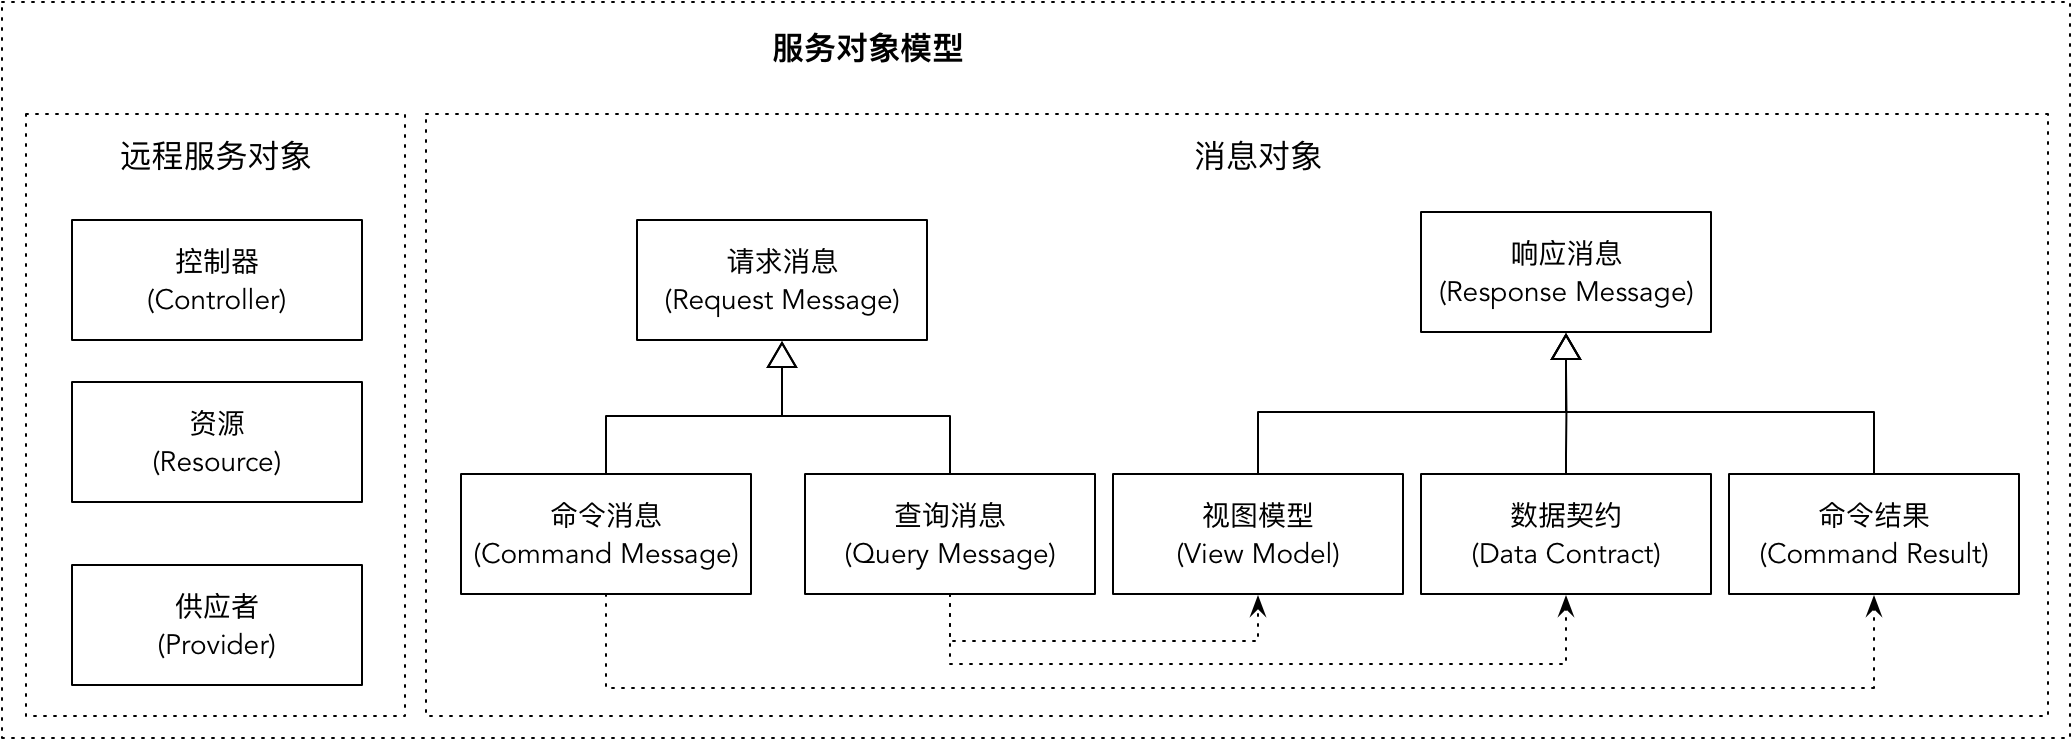 服务对象模型
远程服务对象
控制器
(Controller)
资源
(Resource)
供应者
(Provider)
消息对象
请求消息
(Request Message)
响应消息
(Response Message)
命令消息
(Command Message)
查询消息
(Query Message)
视图模型
(View Model)
数据契约
(Data Contract)
命令结果
(Command Result)